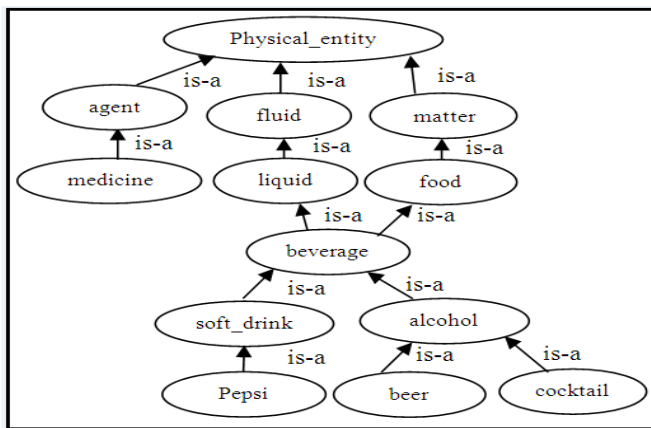 Physical_entity
is-a is-a is-a
agent fluid matter
is-a is-a is-a
medicine liquid food
is-a is-a
beverage
is-a is-a
soft_drink alcohol
is-a is-a is-a
Pepsi beer cocktail